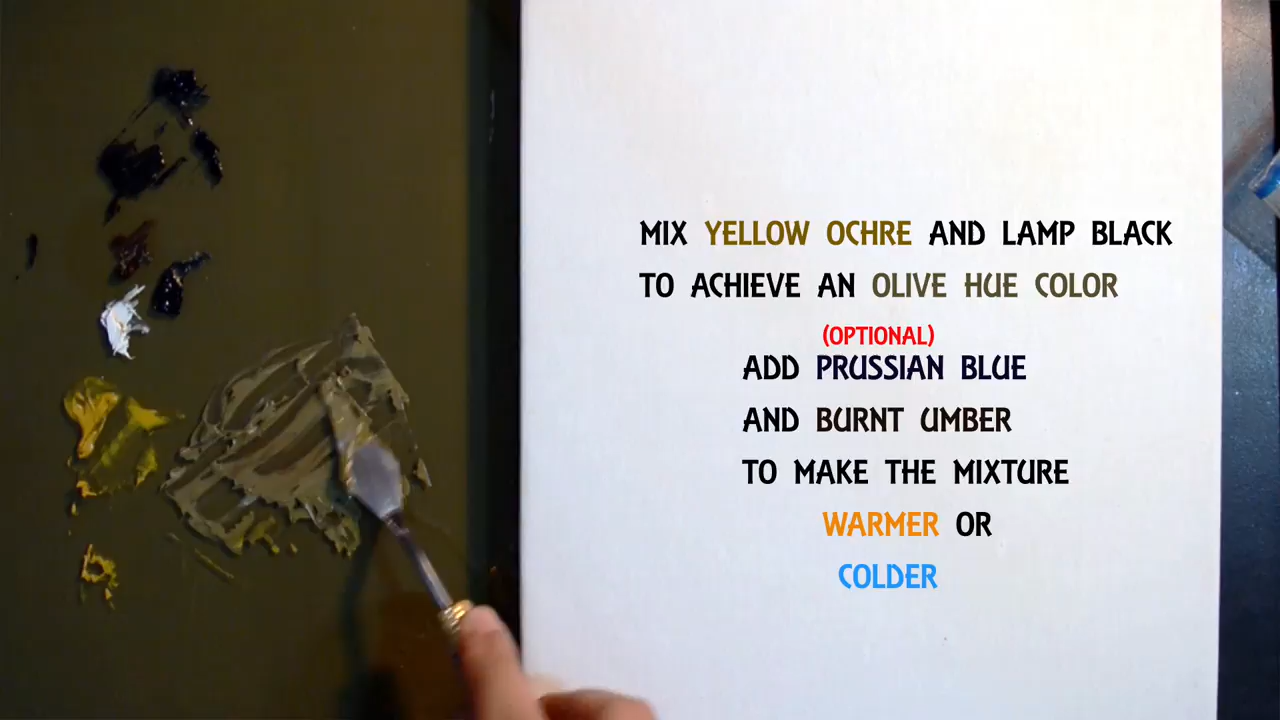 MIX YELLOW OCHRE AND LAMP BLACK
TO ACHIEVE AN OLIVE HUE COLOR
(OPTIONAL)
ADD PRUSSIAN BLUE
AND BURNT UMBER
TO MAKE THE MIXTURE
WARMER OR
COLDER